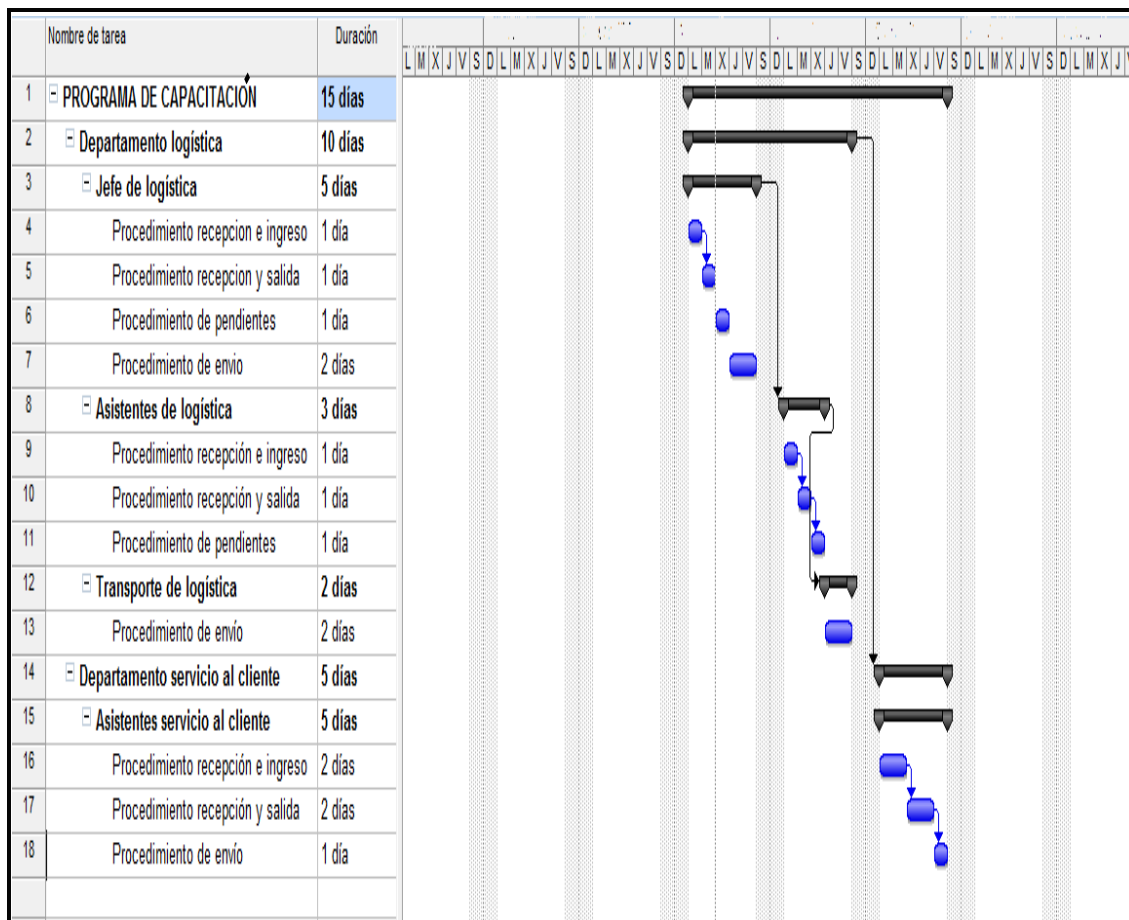 Nombre de tarea Duración
L M X J V S D L M X J V S D L M X J V S D L M X J V S D L M X J V S D L M X J V S D L M X J V S D L M X J
1 PROGRAMA DE CAPACITACIÓN 15 días
2 Departamento logística 10 días
3 Jefe de logística 5 días
4 Procedimiento recepcion e ingreso 1 día
5 Procedimiento recepcion y salida 1 día
6 Procedimiento de pendientes 1 día
7 Procedimiento de envio 2 días
8 Asistentes de logística 3 días
9 Procedimiento recepción e ingreso 1 día
10 Procedimiento recepción y salida 1 día
11 Procedimiento de pendientes 1 día
12 Transporte de logística 2 días
13 Procedimiento de envío 2 días
14 Departamento servicio al cliente 5 días
15 Asistentes servicio al cliente 5 días
16 Procedimiento recepción e ingreso 2 días
17 Procedimiento recepción y salida 2 días
18 Procedimiento de envío 1 día